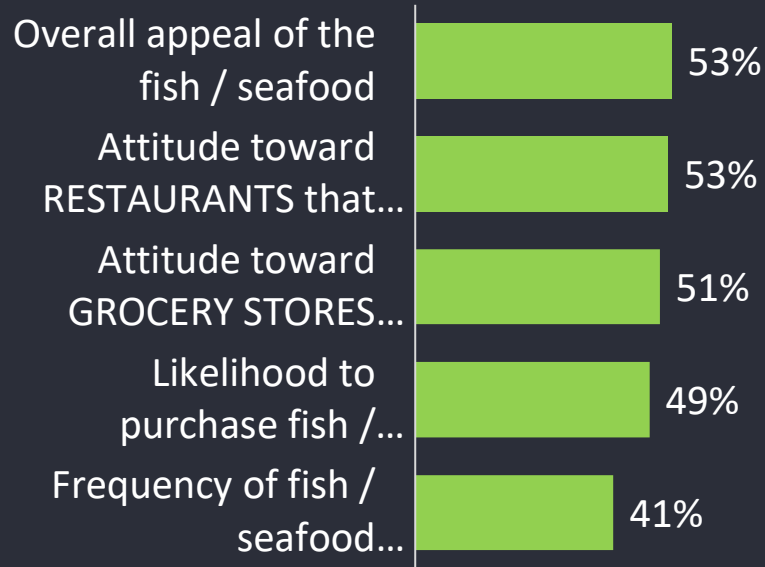 Overall appeal of the
fish / seafood
53%
Attitude toward
RESTAURANTS that...
53%
Attitude toward
GROCERY STORES...
51%
Likelihood to
purchase fish /...
49%
Frequency of fish /
seafood...
41%